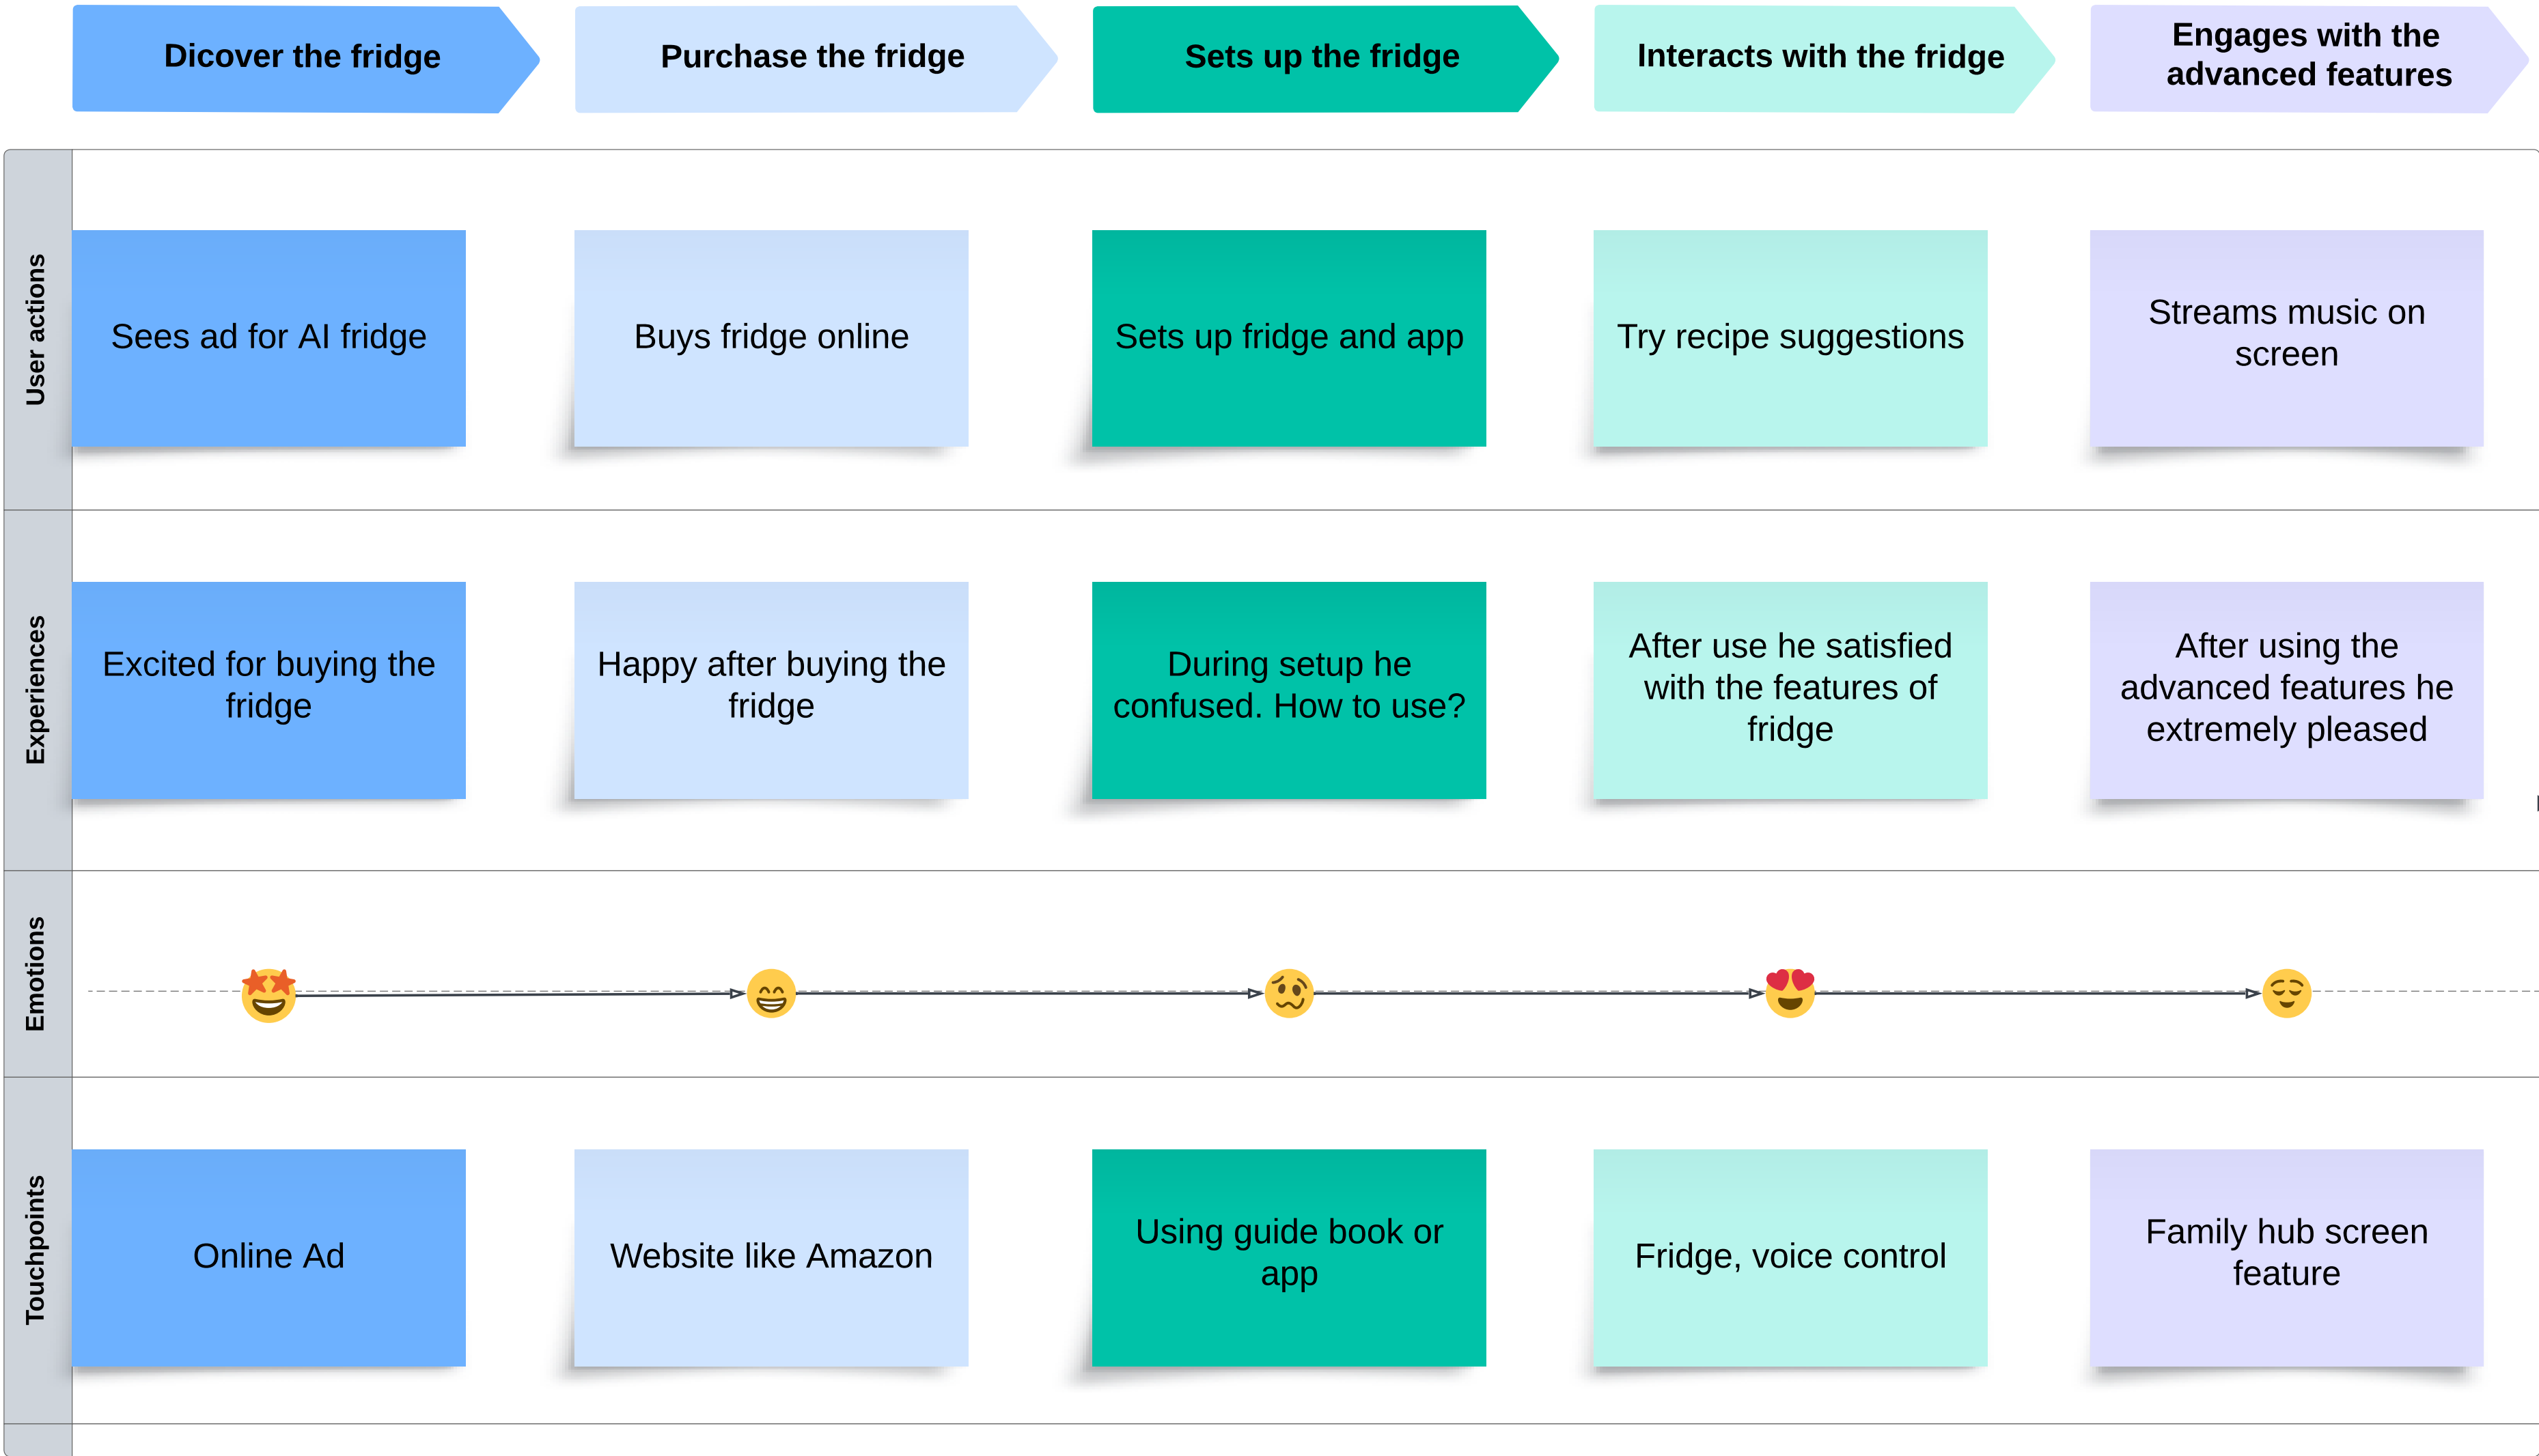 Dicover the fridge
Purchase the fridge
Sets up the fridge
Interacts with the fridge
Engages with the
advanced features
User actions
Sees ad for AI fridge
Buys fridge online
Sets up fridge and app
Try recipe suggestions
Streams music on
screen
Experiences
Excited for buying the
fridge
Happy after buying the
fridge
During setup he
confused. How to use?
After use he satisfied
with the features of
fridge
After using the
advanced features he
extremely pleased
Emotions
Touchpoints
Online Ad
Website like Amazon
Using guide book or
app
Fridge, voice control
Family hub screen
feature